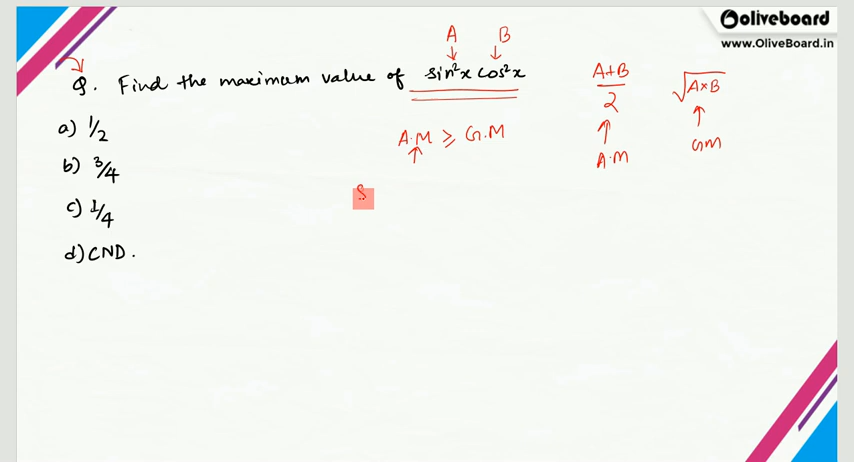 oliveboard
www.OliveBoard.in
A B
Q. Find the maximum value of sin²x cos²x
A+B/2 √A×B
a) 1/2
A.M ≥ G.M
A.M GM
b) 3/4
S
c) 1/4
d) CND.